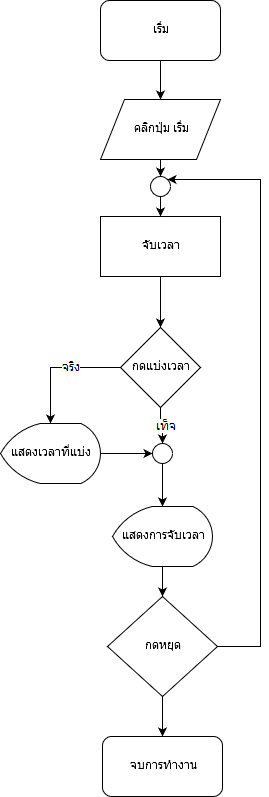 เริ่ม
คลิกปุ่ม เริ่ม
จับเวลา
กดแบ่งเวลา
จริง
เท็จ
แสดงเวลาที่แบ่ง
แสดงการจับเวลา
กดหยุด
จบการทำงาน